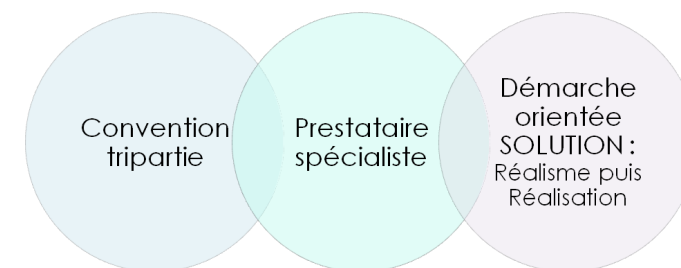 Convention
tripartie
Prestataire
spécialiste
Démarche
orientée
SOLUTION :
Réalisme puis
Réalisation